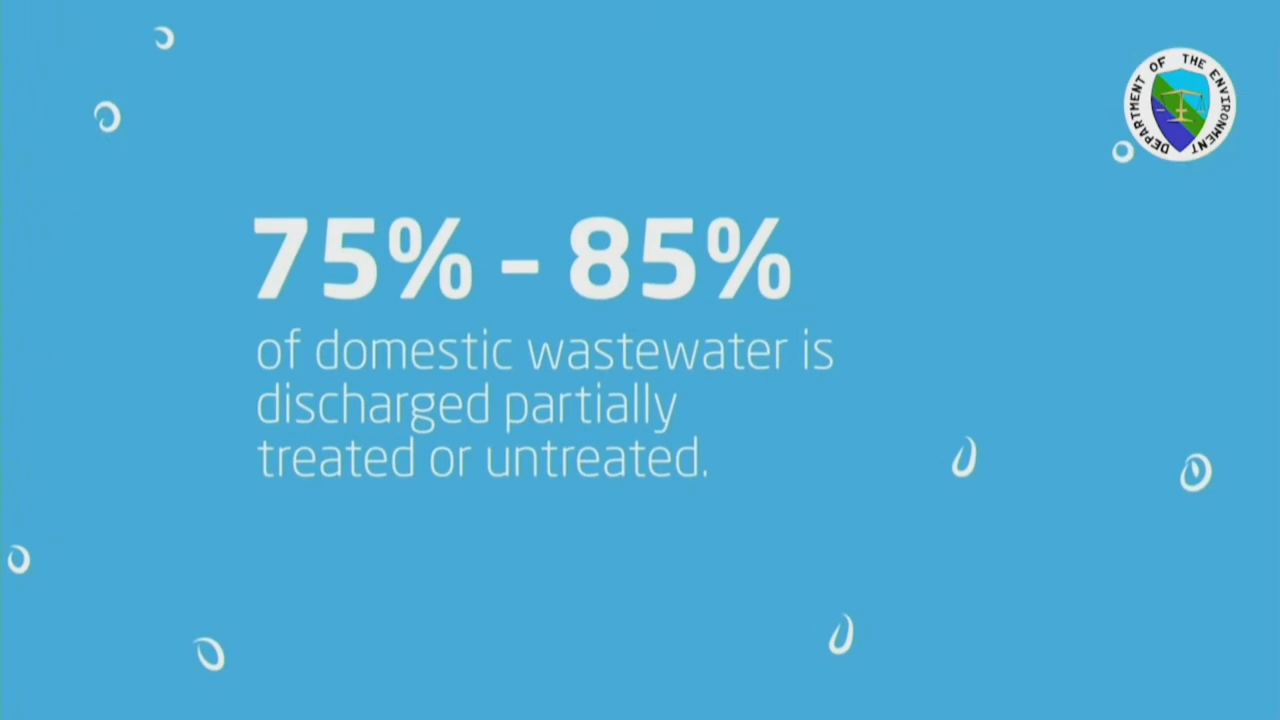 DEPARTMENT OF THE ENVIRONMENT
75% – 85%
of domestic wastewater is
discharged partially
treated or untreated.